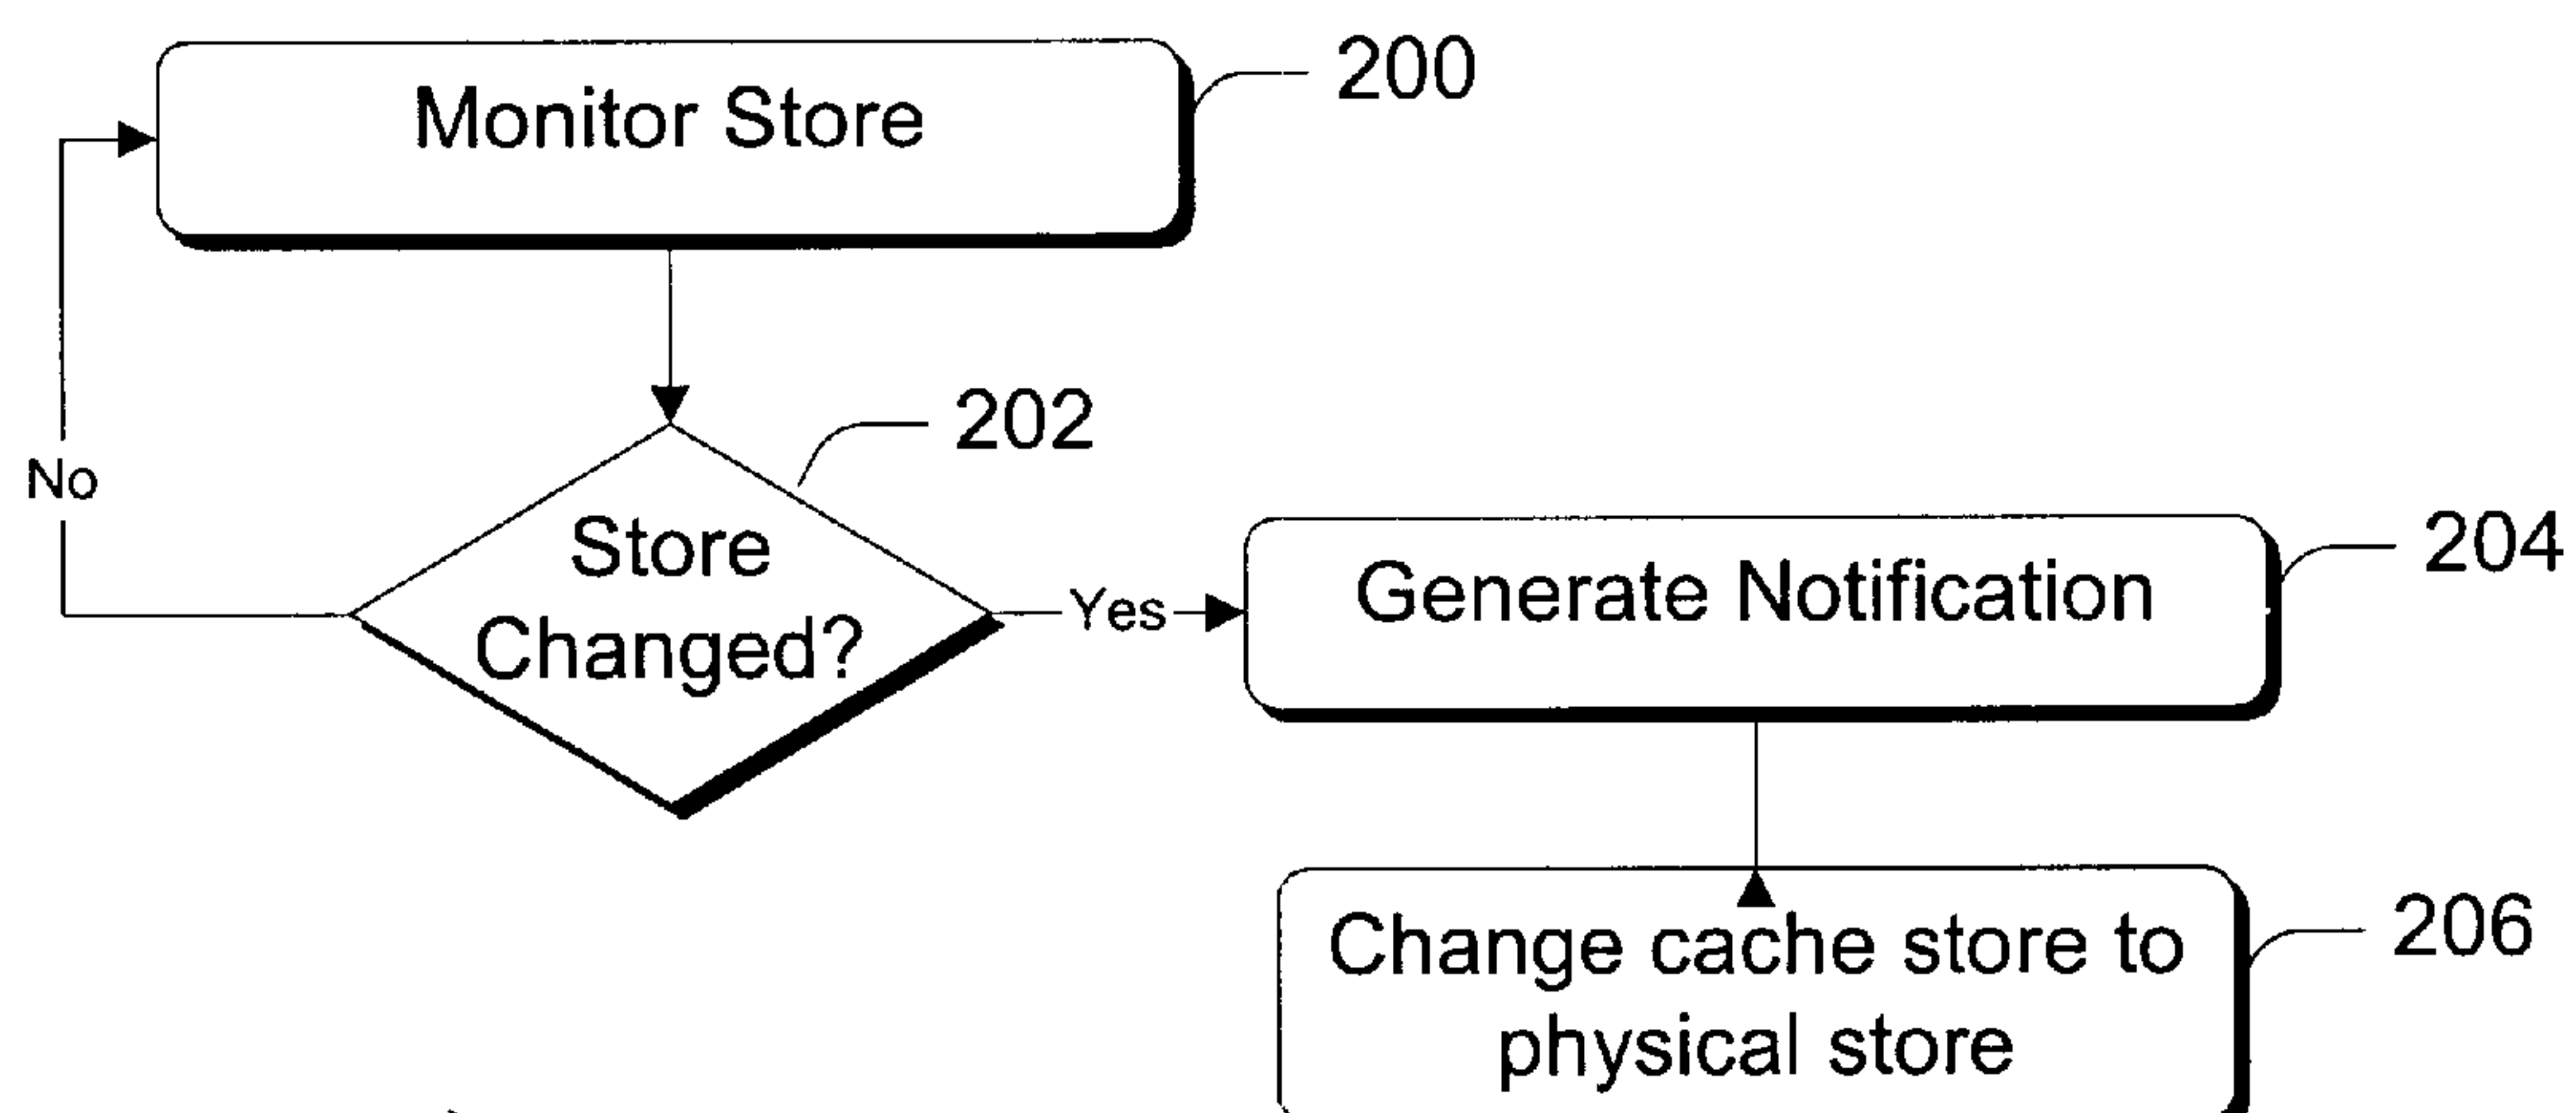 Monitor Store
200
202
No
Store
Changed?
Yes
Generate Notification
204
Change cache store to
physical store
206